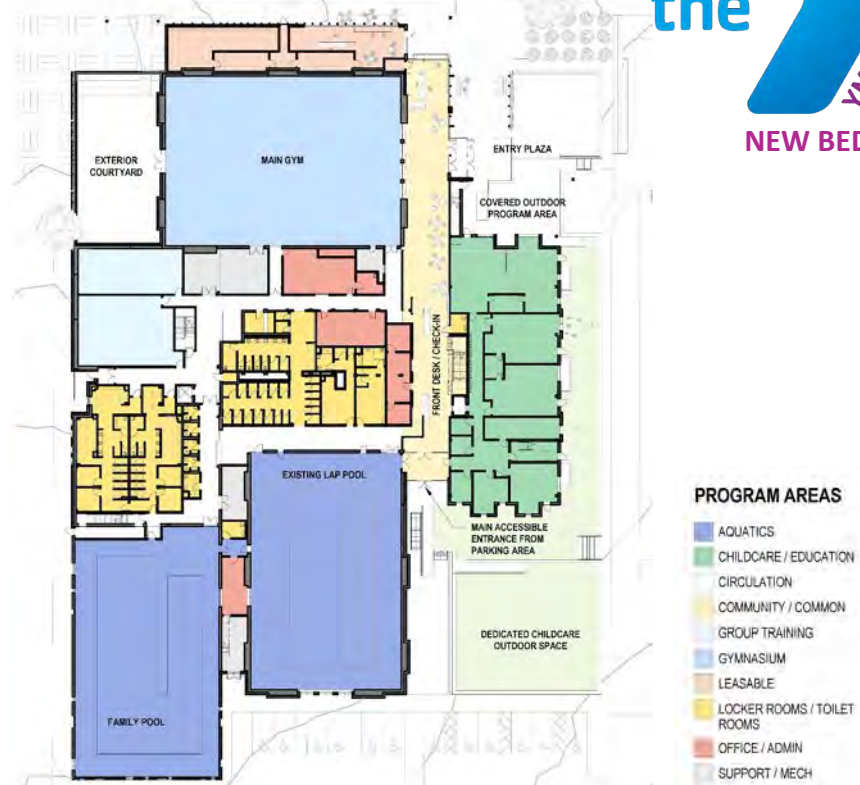 the
NEW BED
EXTERIOR
COURTYARD
MAIN GYM
ENTRY PLAZA
COVERED OUTDOOR
PROGRAM AREA
FRONT DESK / CHECK-IN
EXISTING LAP POOL
MAIN ACCESSIBLE
ENTRANCE FROM
PARKING AREA
DEDICATED CHILDCARE
OUTDOOR SPACE
FAMILY POOL
PROGRAM AREAS
AQUATICS
CHILDCARE / EDUCATION
CIRCULATION
COMMUNITY / COMMON
GROUP TRAINING
GYMNASIUM
LEASABLE
LOCKER ROOMS / TOILET
ROOMS
OFFICE / ADMIN
SUPPORT / MECH